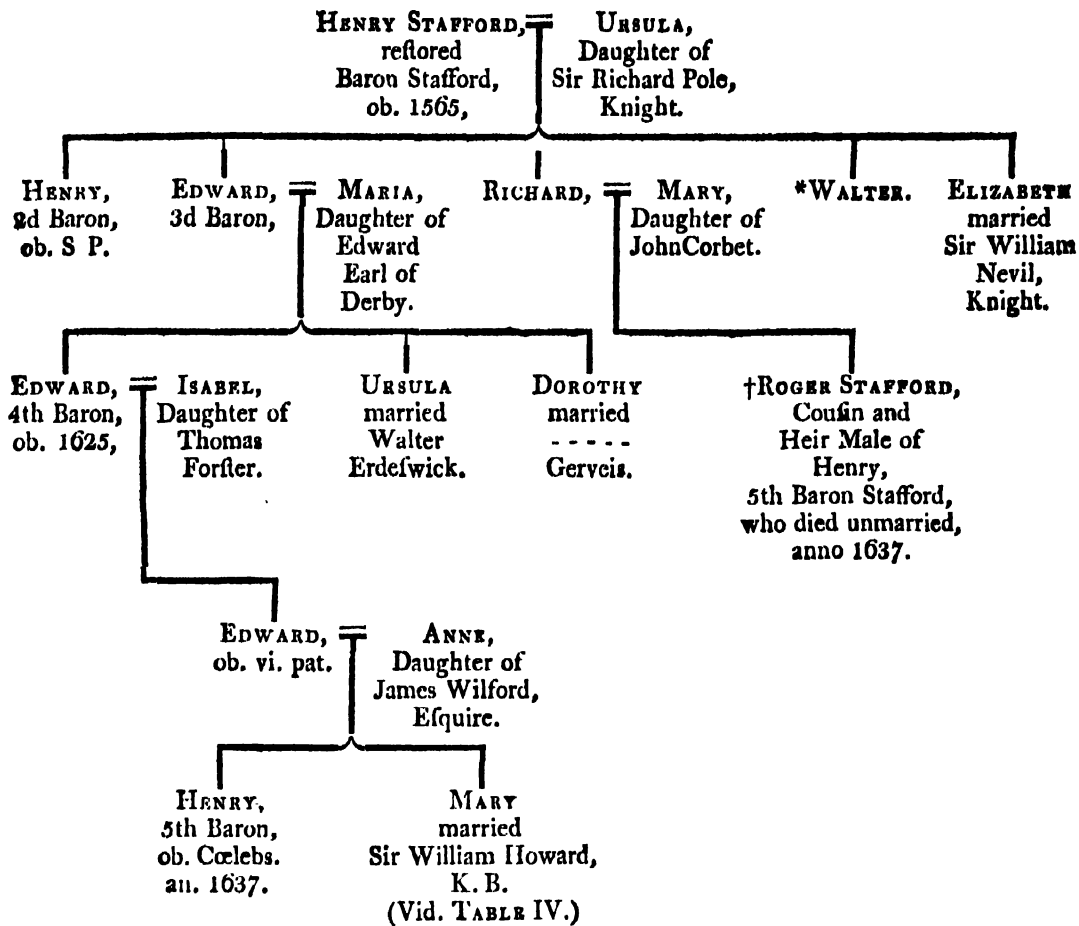 HENRY STAFFORD,
reſtored
Baron Stafford,
ob. 1565,
URSULA,
Daughter of
Sir Richard Pole,
Knight.
HENRY,
2d Baron,
ob. S P.
EDWARD,
3d Baron,
MARIA,
Daughter of
Edward
Earl of
Derby.
RICHARD,
MARY,
Daughter of
John Corbet.
*WALTER.
ELIZABETH
married
Sir William
Nevil,
Knight.
EDWARD,
4th Baron,
ob. 1625,
ISABEL,
Daughter of
Thomas
Forſter.
URSULA
married
Walter
Erdeſwick.
DOROTHY
married
- - - - -
Gerveis.
†ROGER STAFFORD,
Couſin and
Heir Male of
Henry,
5th Baron Stafford,
who died unmarried,
anno 1637.
EDWARD,
ob. vi. pat.
ANNE,
Daughter of
James Wilford,
Eſquire.
HENRY,
5th Baron,
ob. Cœlebs.
an. 1637.
MARY
married
Sir William Howard,
K. B.
(Vid. TABLE IV.)